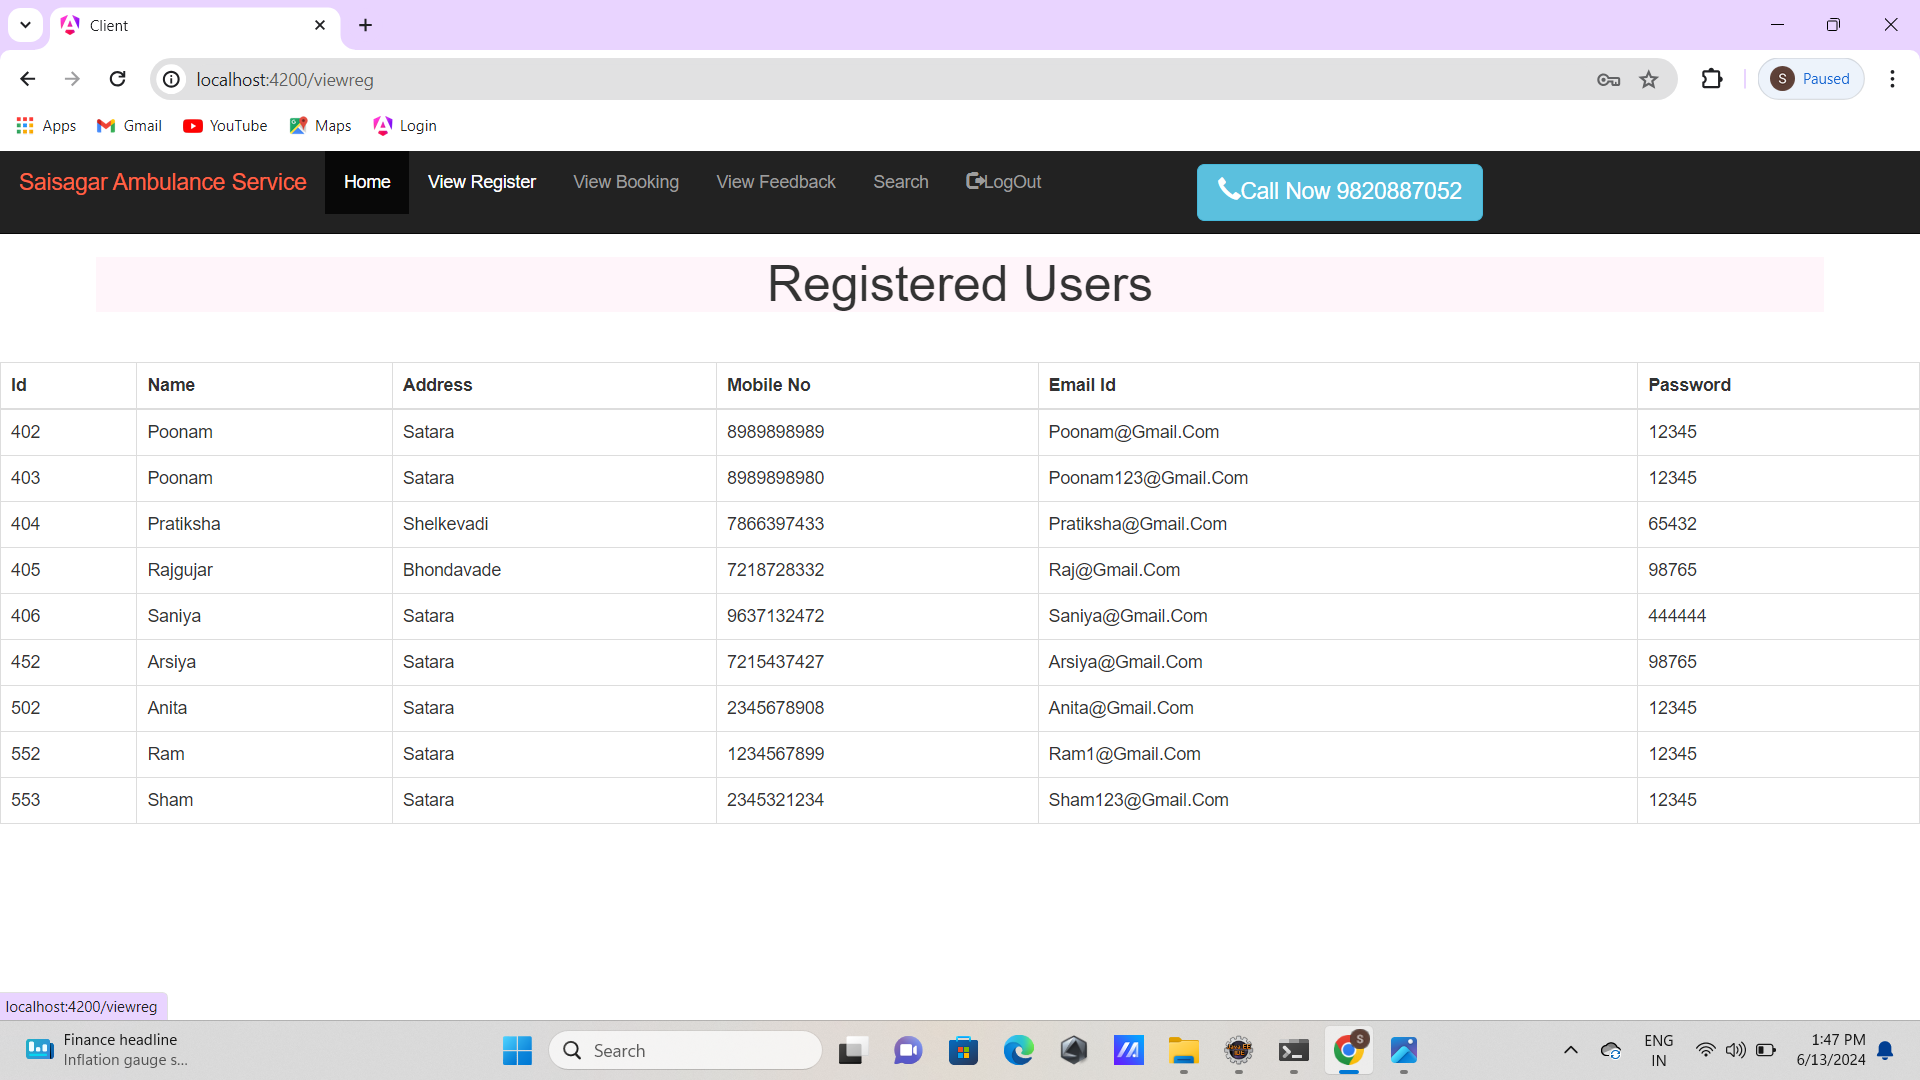 Client
localhost:4200/viewreg
S Paused
Apps Gmail YouTube Maps Login
Saisagar Ambulance Service Home View Register View Booking View Feedback Search LogOut Call Now 9820887052
Registered Users
Id Name Address Mobile No Email Id Password
402 Poonam Satara 8989898989 Poonam@Gmail.Com 12345
403 Poonam Satara 8989898980 Poonam123@Gmail.Com 12345
404 Pratiksha Shelkevadi 7866397433 Pratiksha@Gmail.Com 65432
405 Rajgujar Bhondavade 7218728332 Raj@Gmail.Com 98765
406 Saniya Satara 9637132472 Saniya@Gmail.Com 444444
452 Arsiya Satara 7215437427 Arsiya@Gmail.Com 98765
502 Anita Satara 2345678908 Anita@Gmail.Com 12345
552 Ram Satara 1234567899 Ram1@Gmail.Com 12345
553 Sham Satara 2345321234 Sham123@Gmail.Com 12345
localhost:4200/viewreg
Finance headline
Inflation gauge s...
Search
S
ENG
IN
1:47 PM
6/13/2024